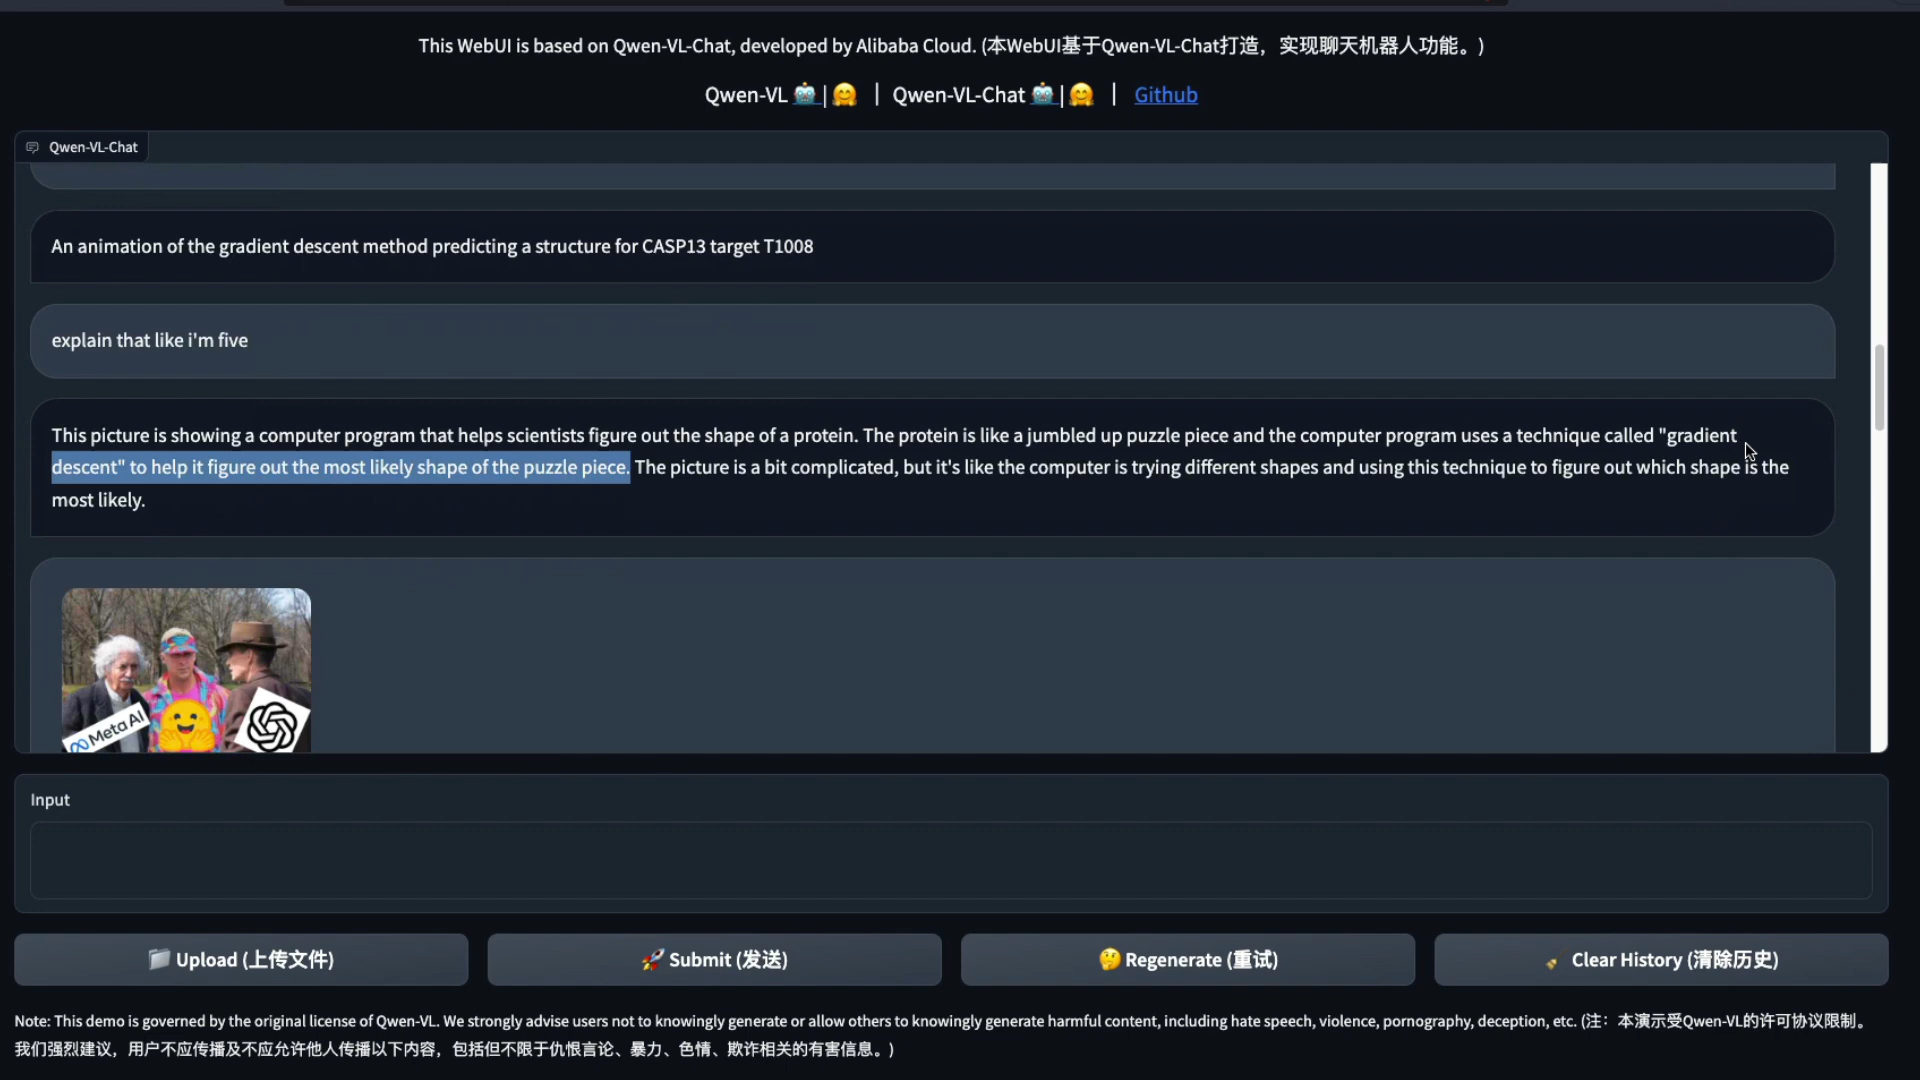 This WebUI is based on Qwen-VL-Chat, developed by Alibaba Cloud. (本WebUI基于Qwen-VL-Chat打造，实现聊天机器人功能。)
Qwen-VL 🤖 | 🤗 | Qwen-VL-Chat 🤖 | 🤗 | Github
Qwen-VL-Chat
An animation of the gradient descent method predicting a structure for CASP13 target T1008
explain that like i'm five
This picture is showing a computer program that helps scientists figure out the shape of a protein. The protein is like a jumbled up puzzle piece and the computer program uses a technique called "gradient
descent" to help it figure out the most likely shape of the puzzle piece. The picture is a bit complicated, but it's like the computer is trying different shapes and using this technique to figure out which shape is the
most likely.
Meta AI
Input
Upload (上传文件)
🚀 Submit (发送)
🤔 Regenerate (重试)
Clear History (清除历史)
Note: This demo is governed by the original license of Qwen-VL. We strongly advise users not to knowingly generate or allow others to knowingly generate harmful content, including hate speech, violence, pornography, deception, etc. (注：本演示受Qwen-VL的许可协议限制。
我们强烈建议，用户不应传播及不应允许他人传播以下内容，包括但不限于仇恨言论、暴力、色情、欺诈相关的有害信息。)